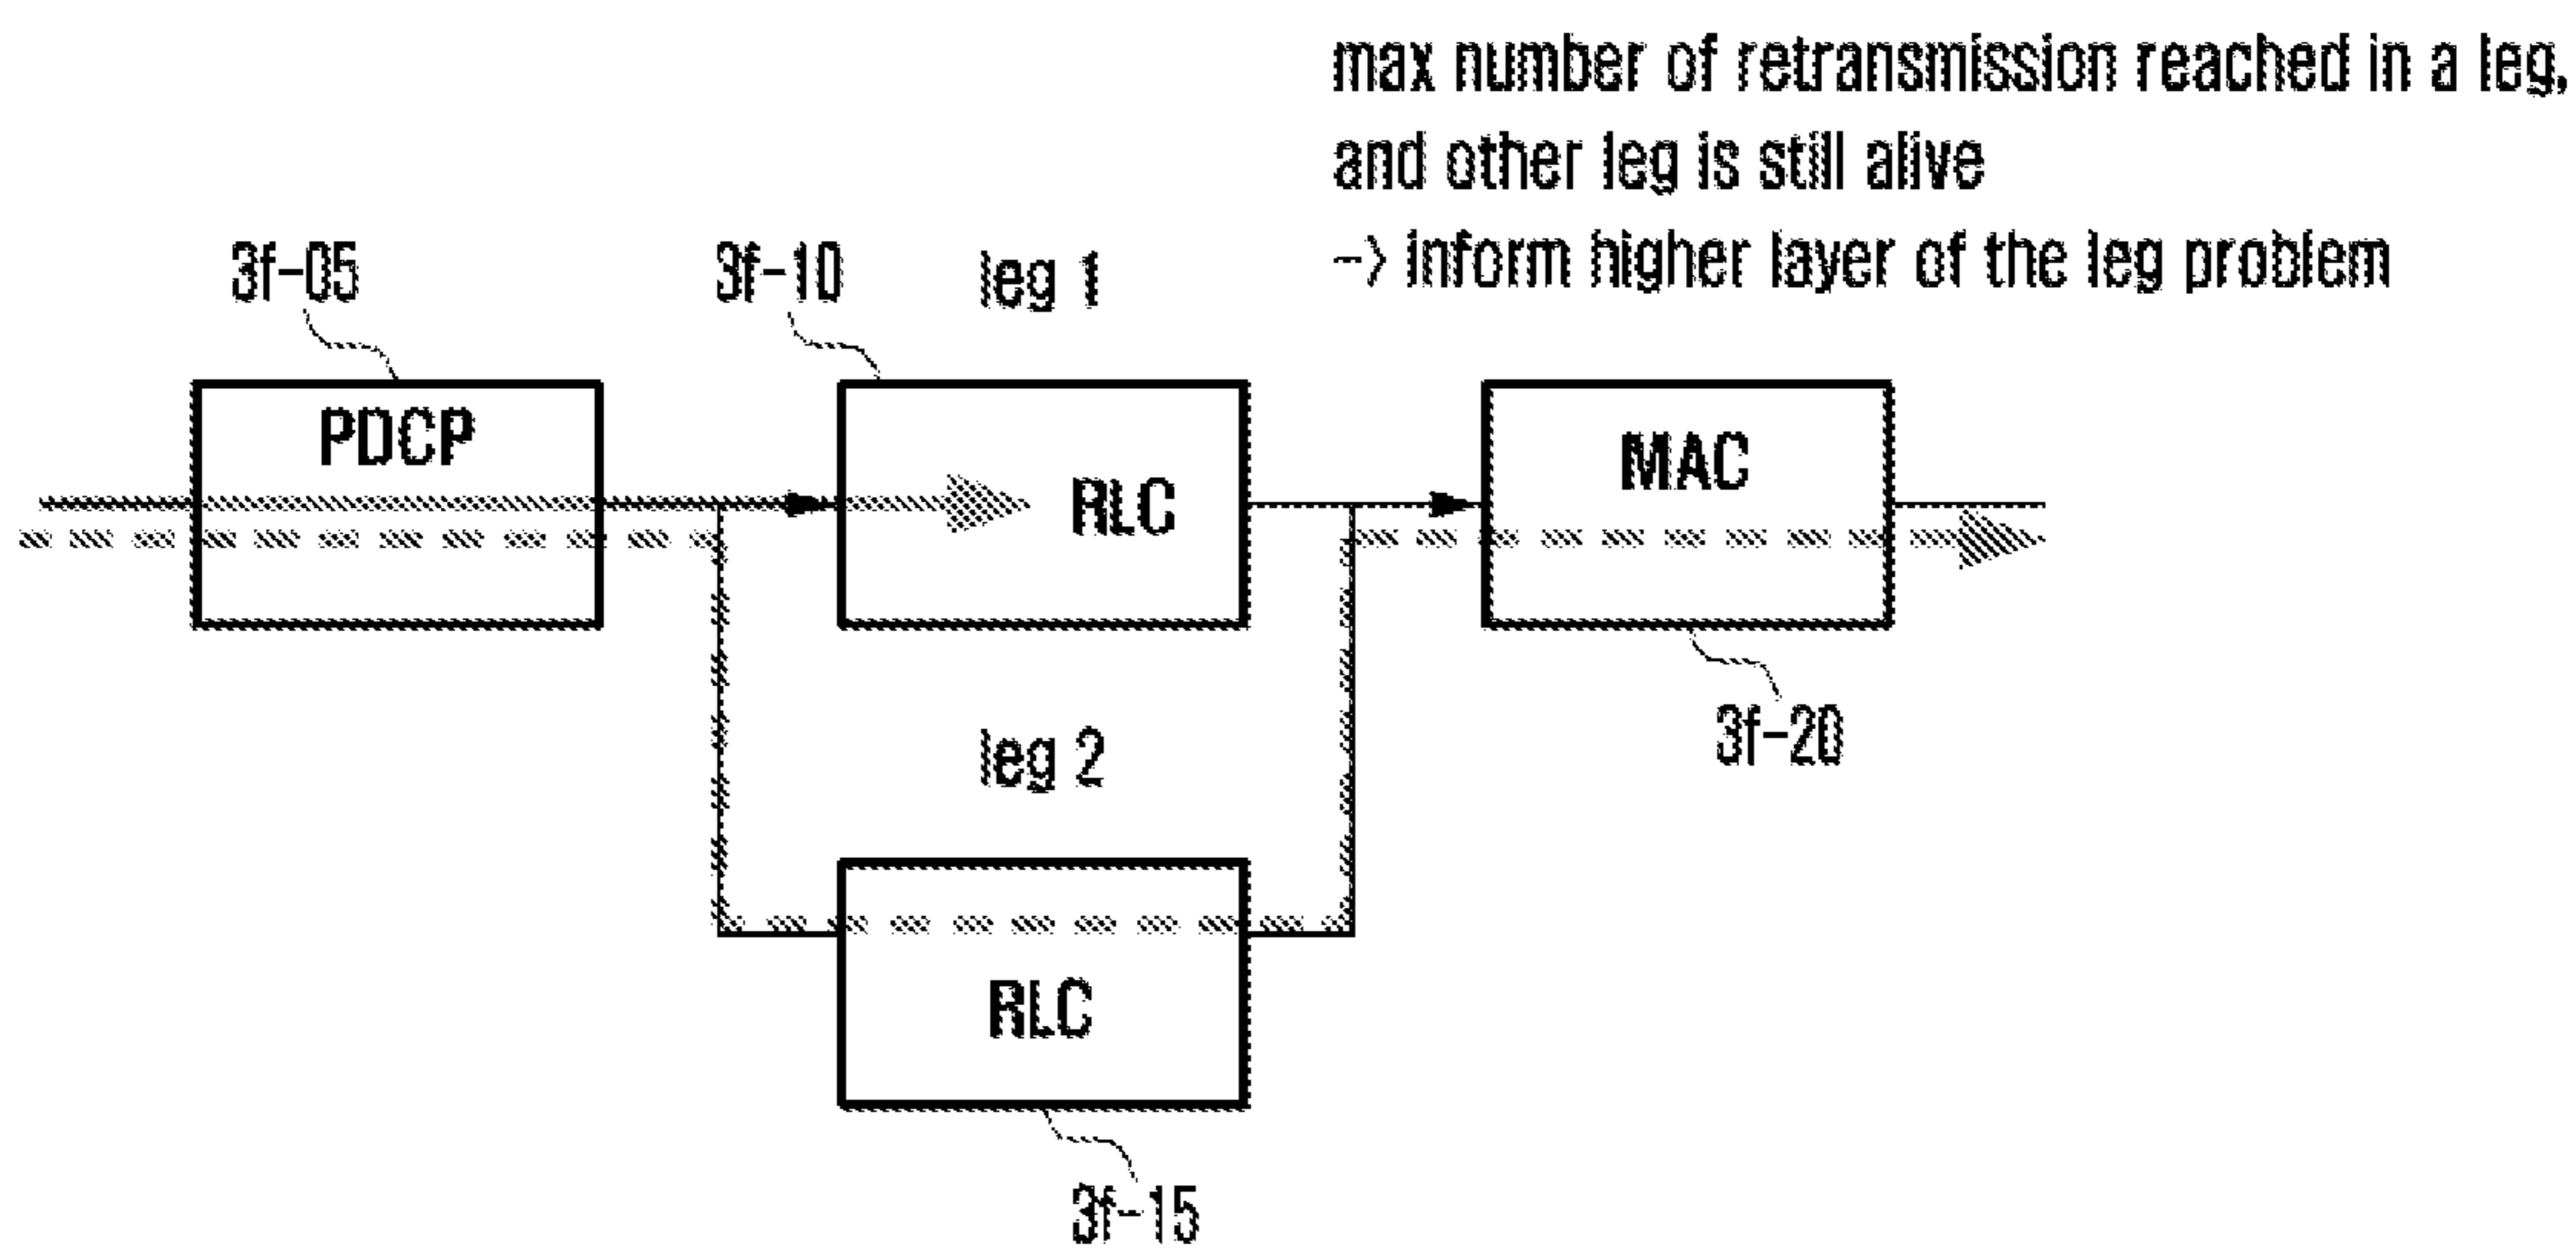 max number of retransmission reached in a leg,
and other leg is still alive
-> inform higher layer of the leg problem
3f-05
3f-10
leg 1
PDCP
RLC
MAC
3f-20
leg 2
RLC
3f-15